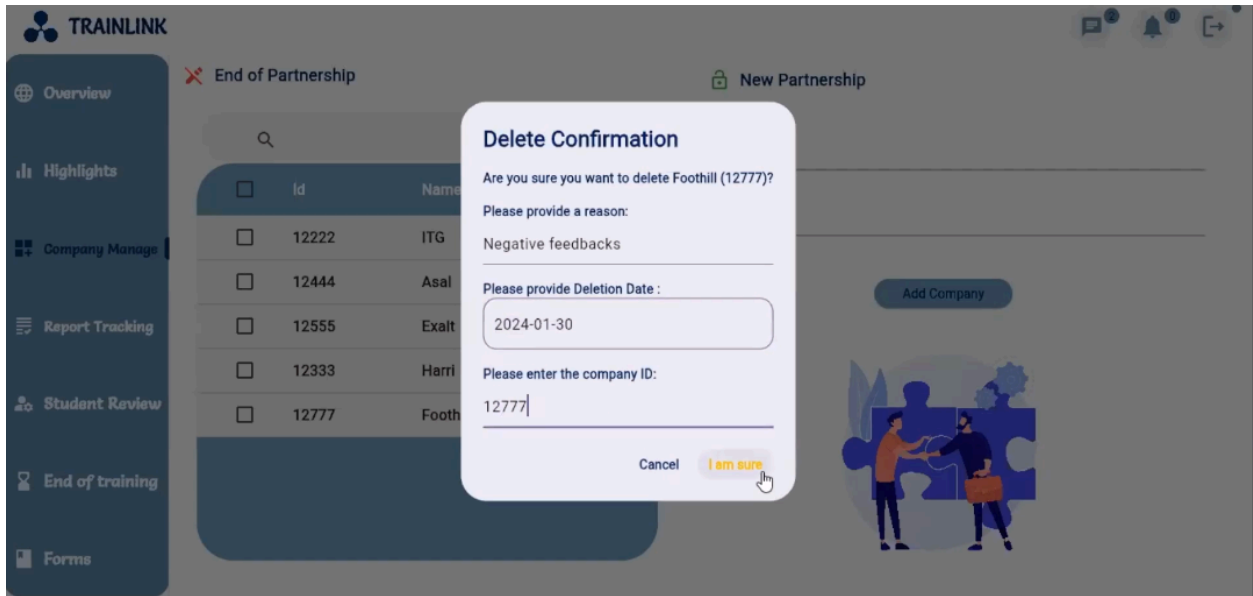 TRAINLINK
2
0
Overview
Highlights
Company Manage
Report Tracking
Student Review
End of training
Forms
End of Partnership
New Partnership
Id Name
12222 ITG
12444 Asal
12555 Exalt
12333 Harri
12777 Footh
Delete Confirmation
Are you sure you want to delete Foothill (12777)?
Please provide a reason:
Negative feedbacks
Please provide Deletion Date :
2024-01-30
Please enter the company ID:
12777
Cancel I am sure
Add Company